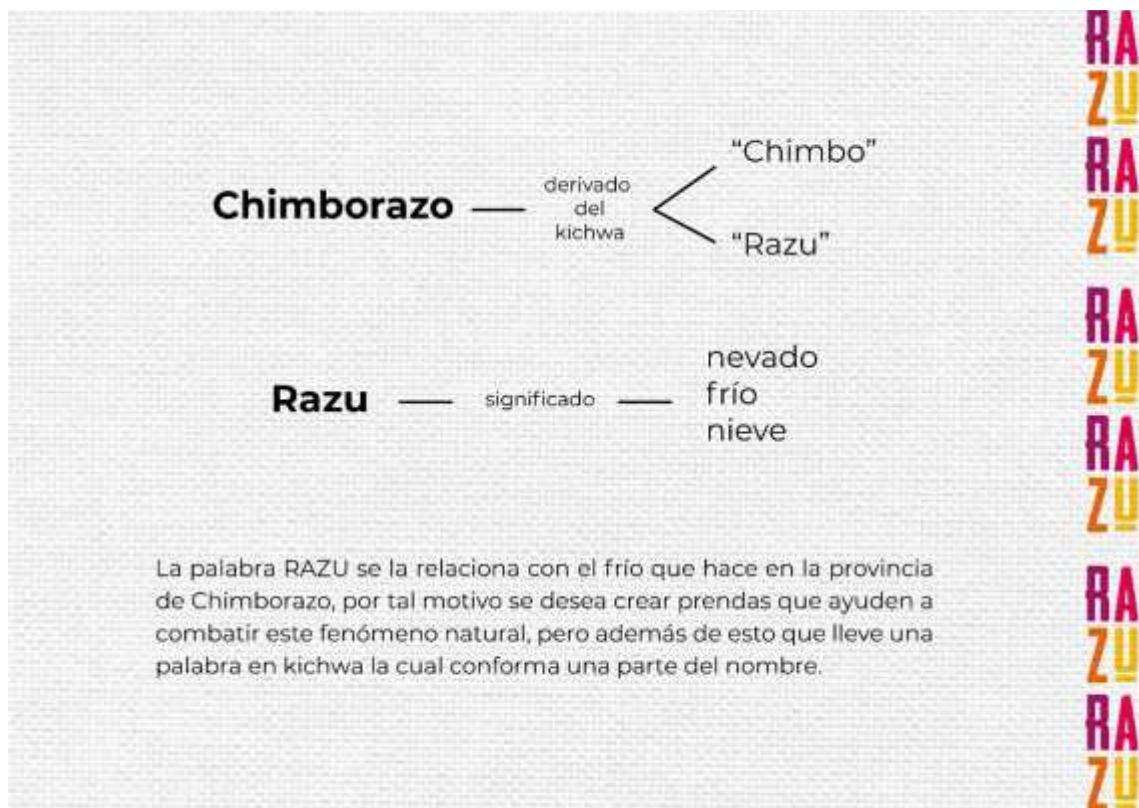 Chimborazo
derivado
del
kichwa
“Chimbo”
“Razu”
Razu
significado
nevado
frío
nieve
La palabra RAZU se la relaciona con el frío que hace en la provincia
de Chimborazo, por tal motivo se desea crear prendas que ayuden a
combatir este fenómeno natural, pero además de esto que lleve una
palabra en kichwa la cual conforma una parte del nombre.
RA
ZU
RA
ZU
RA
ZU
RA
ZU
RA
ZU
RA
ZU